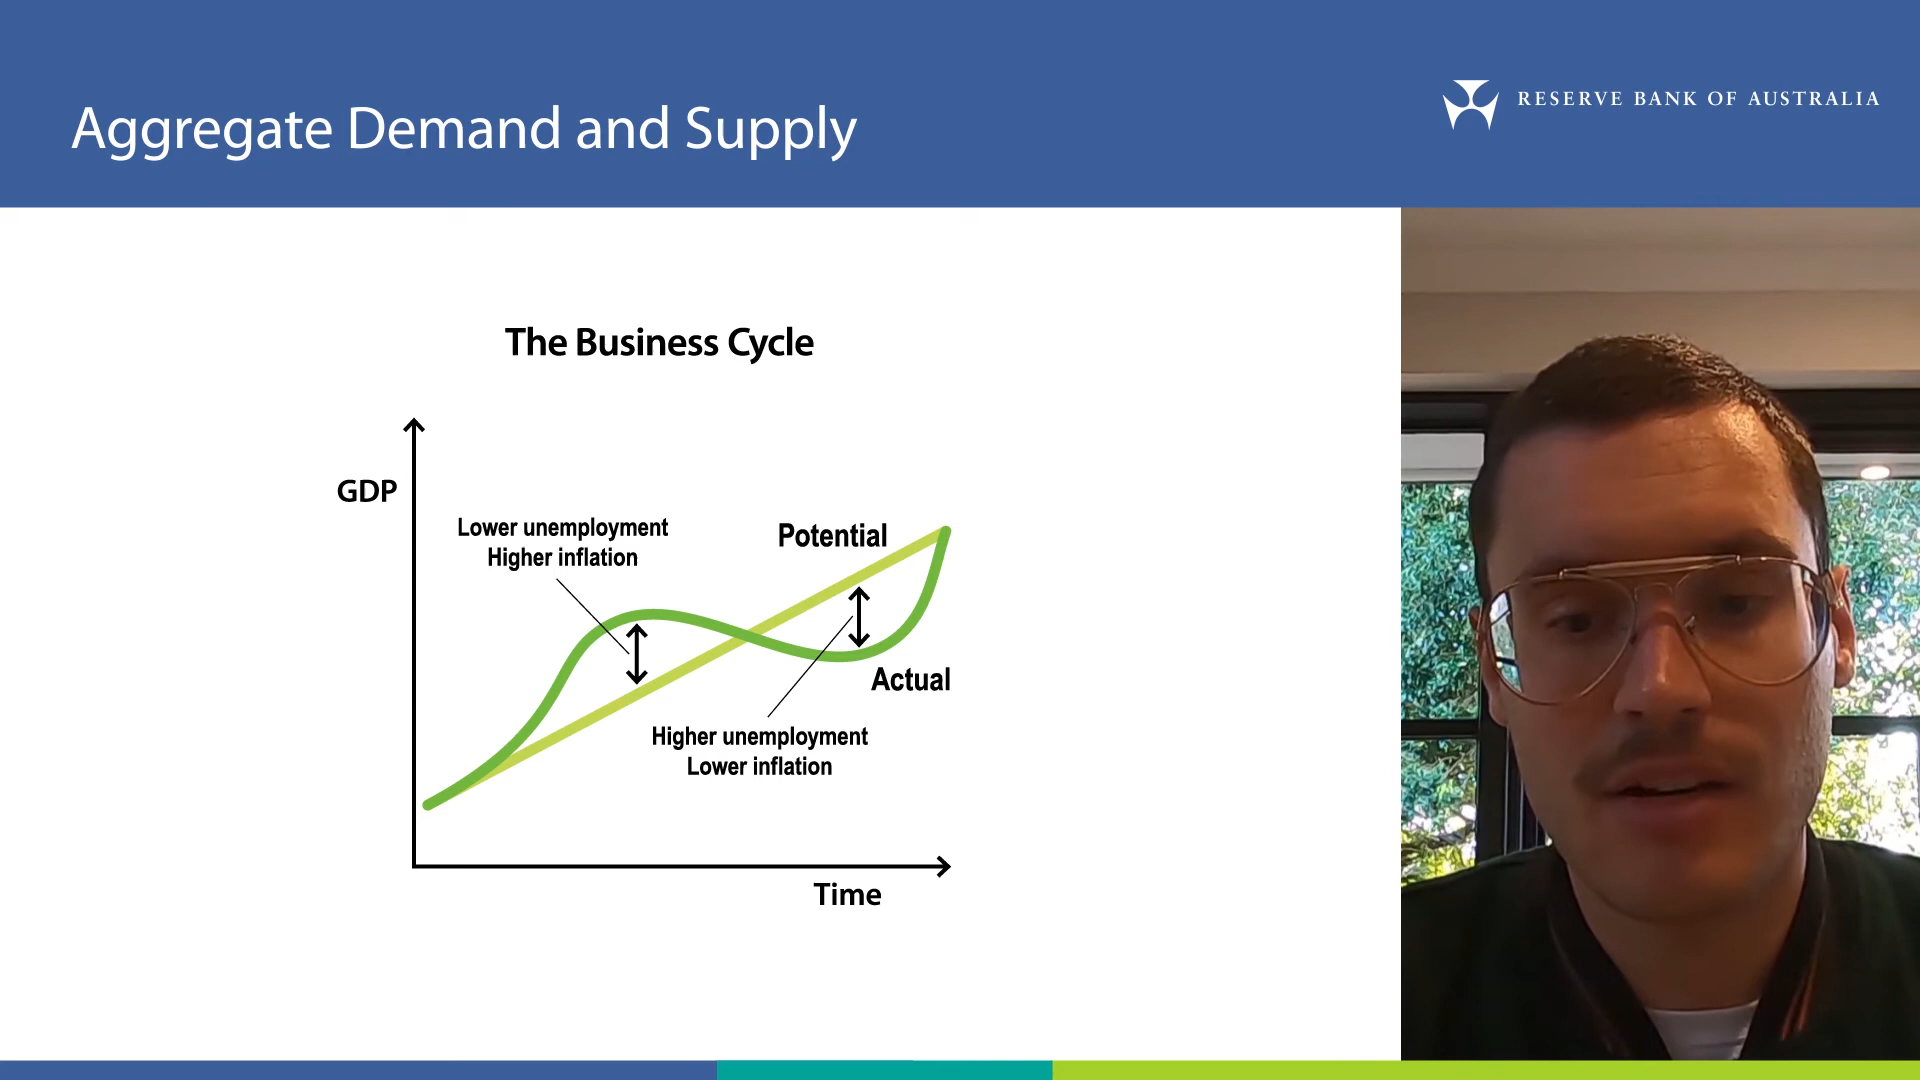 Aggregate Demand and Supply
RESERVE BANK OF AUSTRALIA
The Business Cycle
GDP
Lower unemployment
Higher inflation
Potential
Actual
Higher unemployment
Lower inflation
Time